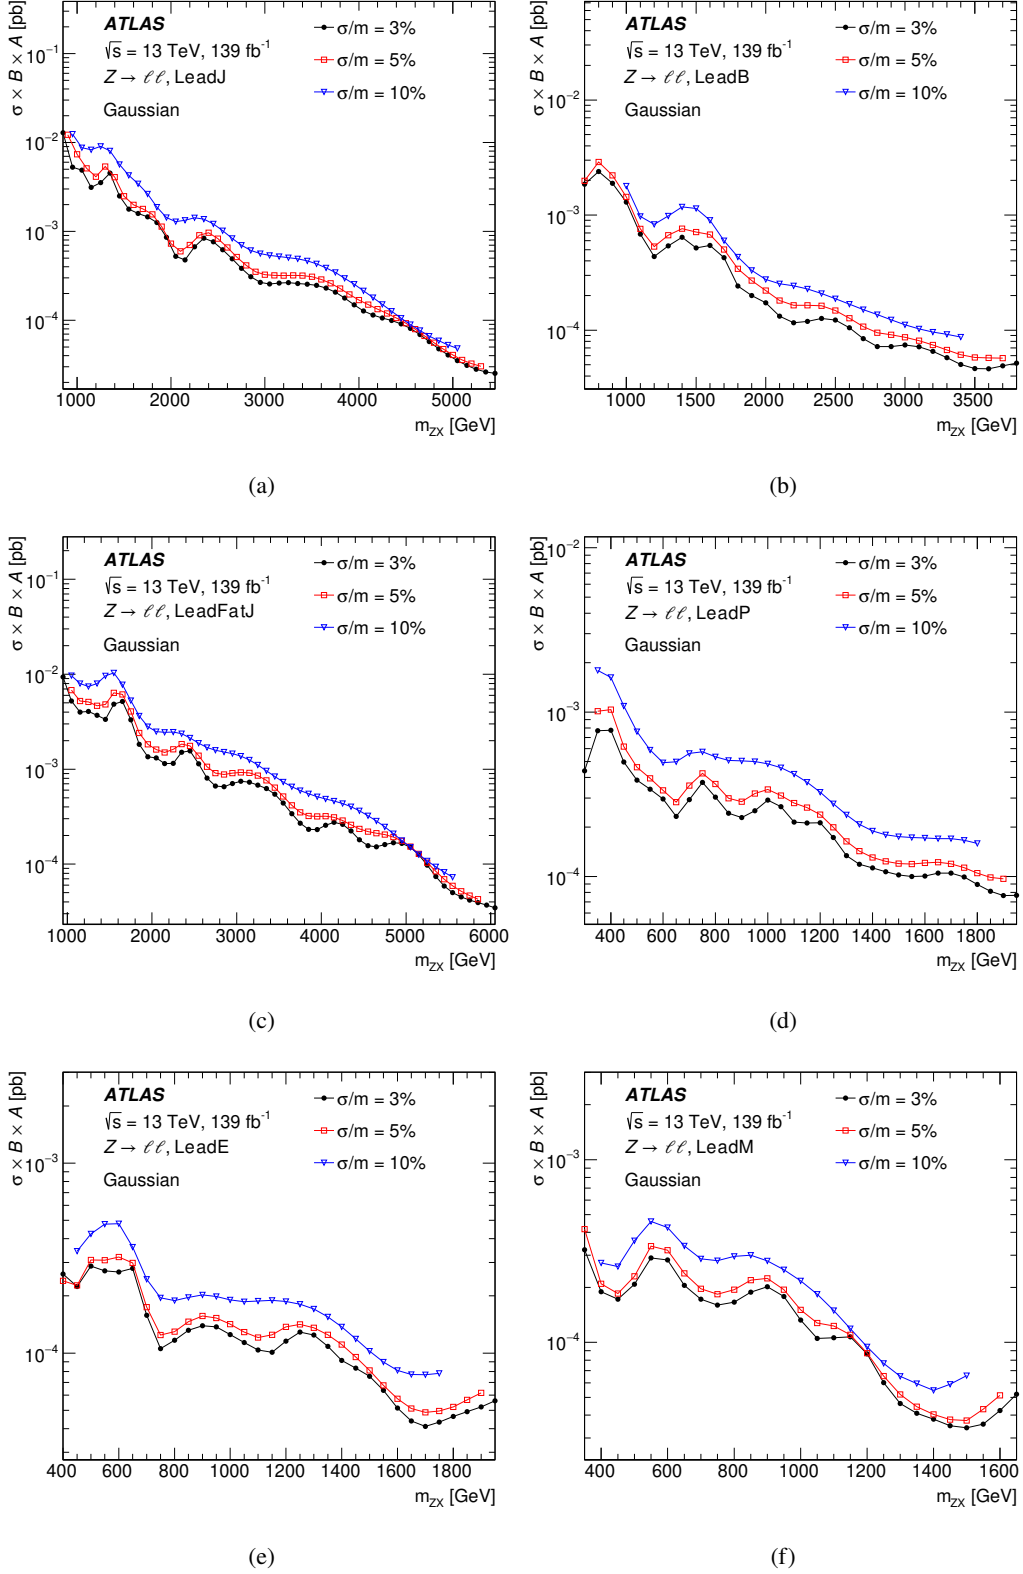 σ × B × A [pb]
ATLAS
√s = 13 TeV, 139 fb⁻¹
Z → ℓℓ, LeadJ
Gaussian
σ/m = 3%
σ/m = 5%
σ/m = 10%
10⁻¹
10⁻²
10⁻³
10⁻⁴
1000 2000 3000 4000 5000
m_ZX [GeV]
(a)
σ × B × A [pb]
ATLAS
√s = 13 TeV, 139 fb⁻¹
Z → ℓℓ, LeadB
Gaussian
σ/m = 3%
σ/m = 5%
σ/m = 10%
10⁻²
10⁻³
10⁻⁴
1000 1500 2000 2500 3000 3500
m_ZX [GeV]
(b)
σ × B × A [pb]
ATLAS
√s = 13 TeV, 139 fb⁻¹
Z → ℓℓ, LeadFatJ
Gaussian
σ/m = 3%
σ/m = 5%
σ/m = 10%
10⁻¹
10⁻²
10⁻³
10⁻⁴
1000 2000 3000 4000 5000 6000
m_ZX [GeV]
(c)
σ × B × A [pb]
ATLAS
√s = 13 TeV, 139 fb⁻¹
Z → ℓℓ, LeadP
Gaussian
σ/m = 3%
σ/m = 5%
σ/m = 10%
10⁻²
10⁻³
10⁻⁴
400 600 800 1000 1200 1400 1600 1800
m_ZX [GeV]
(d)
σ × B × A [pb]
ATLAS
√s = 13 TeV, 139 fb⁻¹
Z → ℓℓ, LeadE
Gaussian
σ/m = 3%
σ/m = 5%
σ/m = 10%
10⁻³
10⁻⁴
400 600 800 1000 1200 1400 1600 1800
m_ZX [GeV]
(e)
σ × B × A [pb]
ATLAS
√s = 13 TeV, 139 fb⁻¹
Z → ℓℓ, LeadM
Gaussian
σ/m = 3%
σ/m = 5%
σ/m = 10%
10⁻³
10⁻⁴
400 600 800 1000 1200 1400 1600
m_ZX [GeV]
(f)